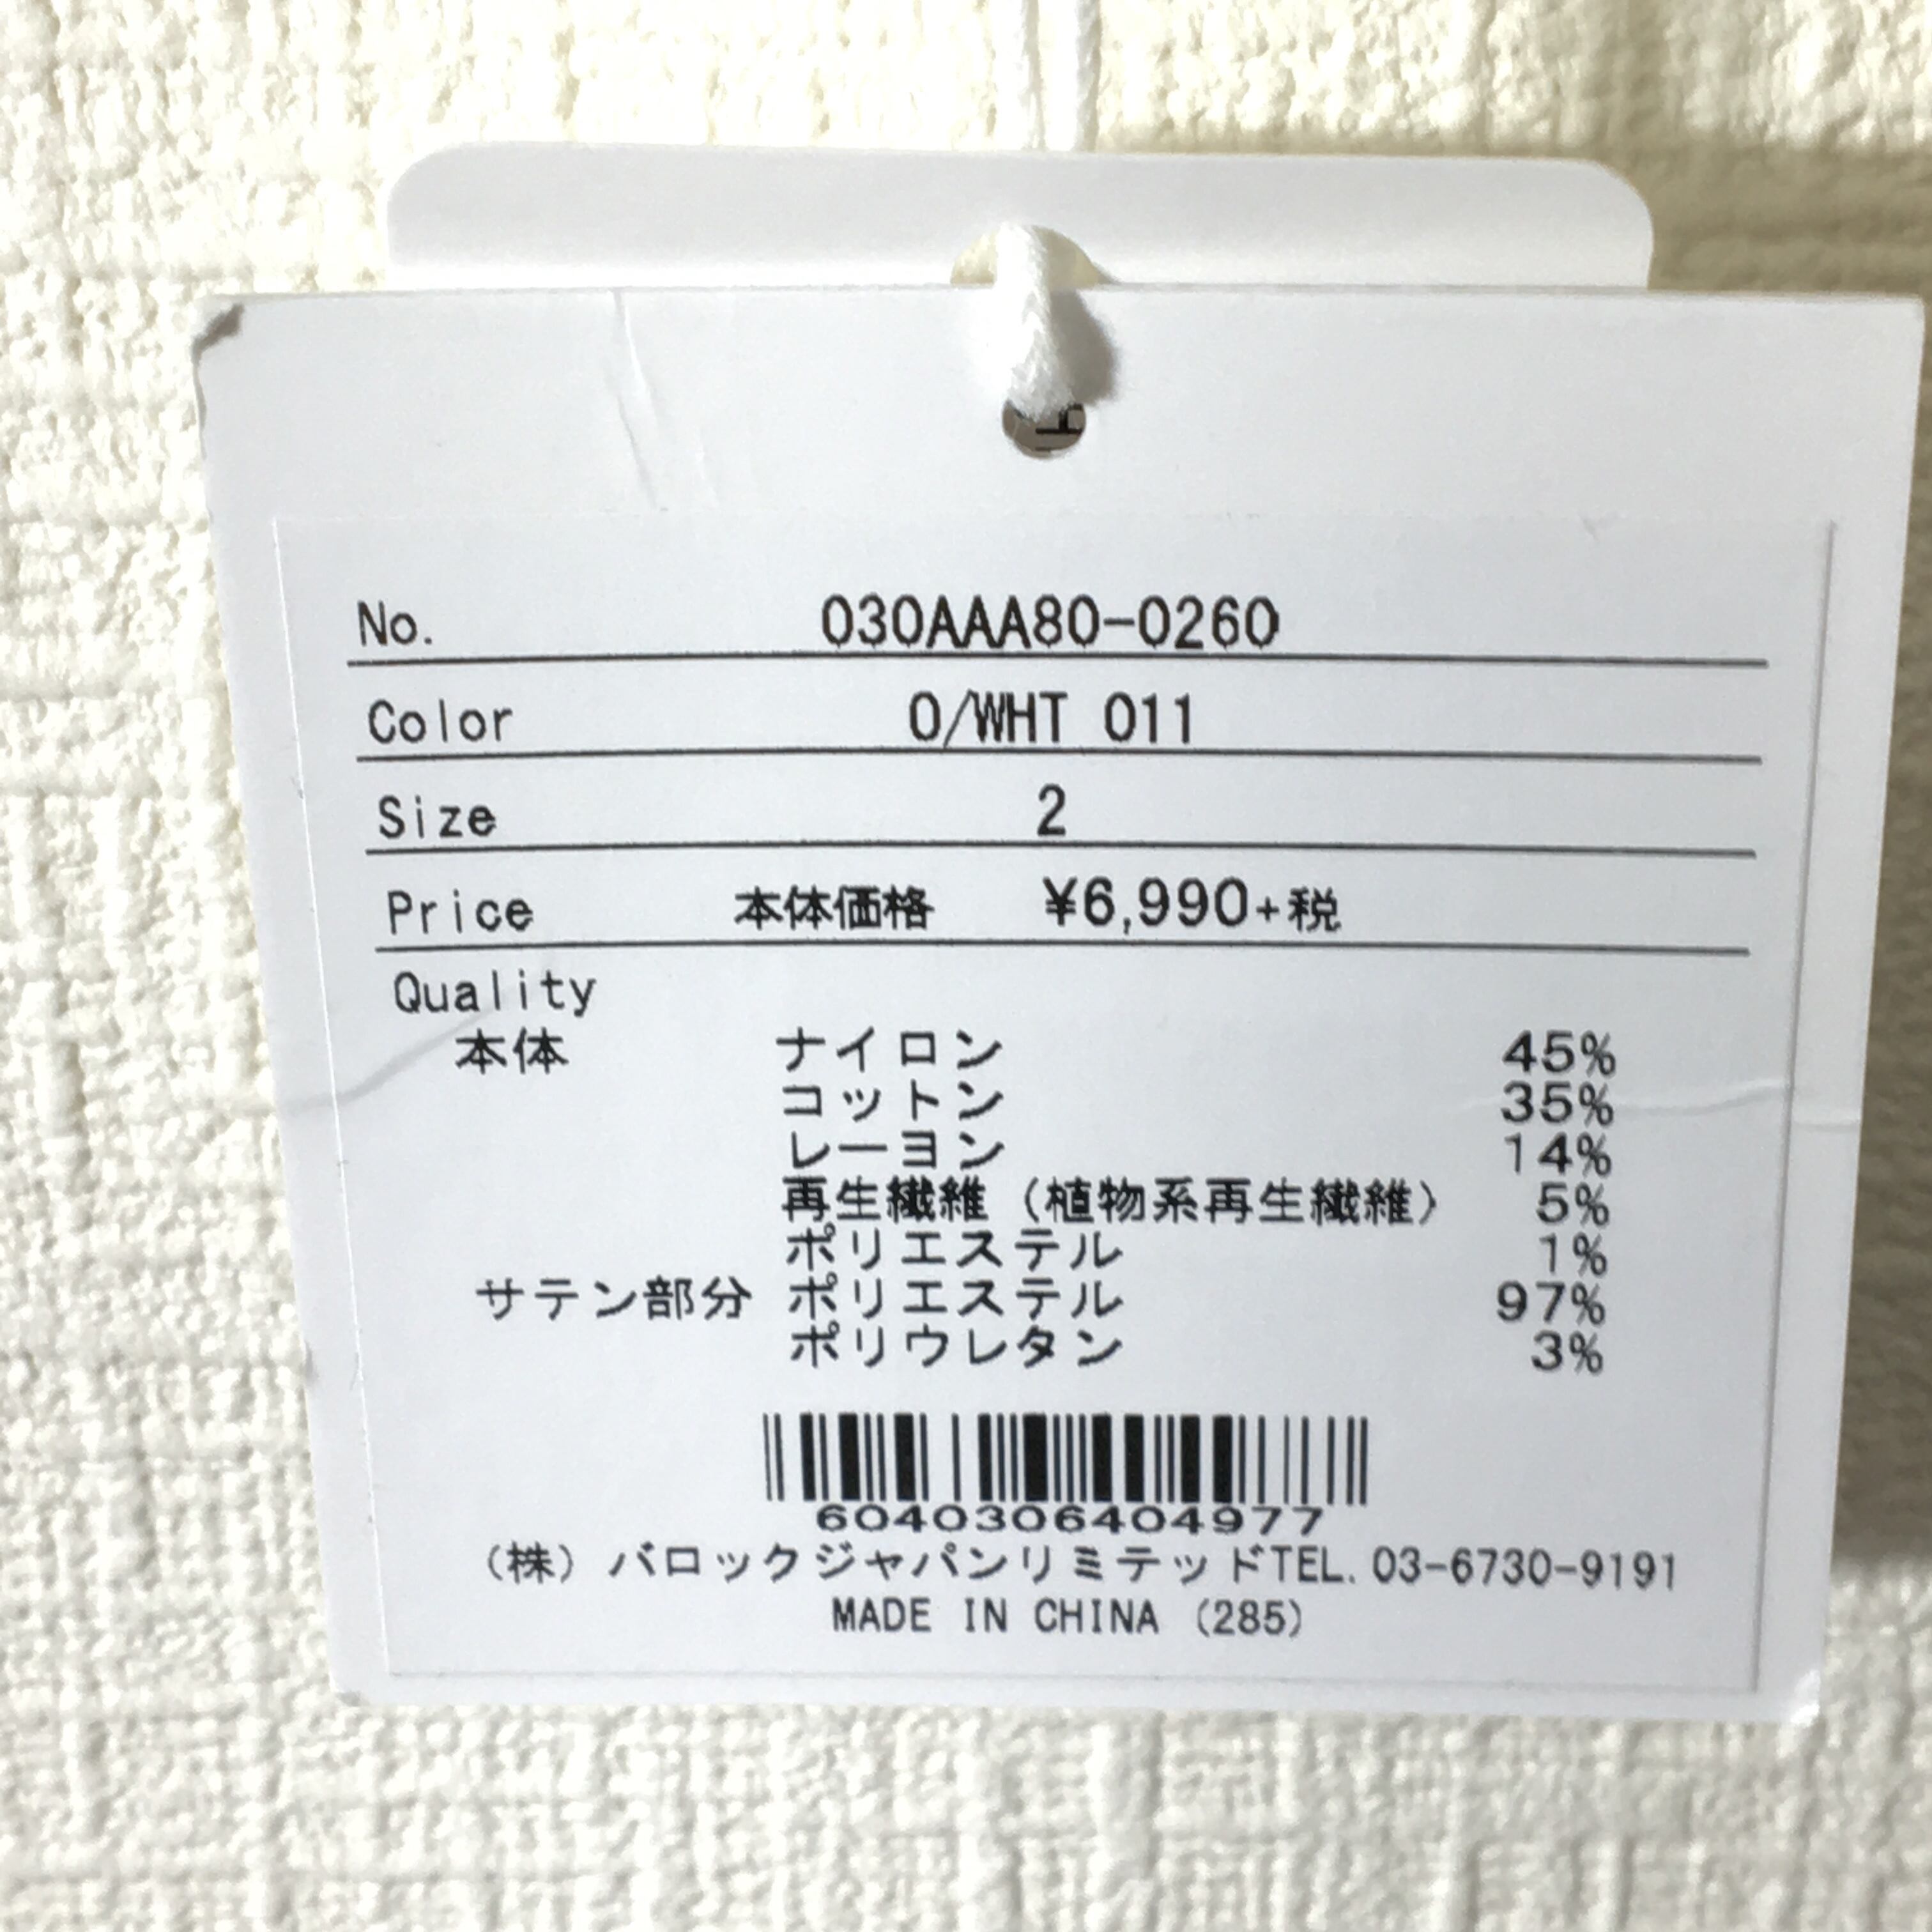 No. 030AAA80-0260
Color O/WHT 011
Size 2
Price 本体価格 ¥6,990+税
Quality
本体 ナイロン 45%
コットン 35%
レーヨン 14%
再生繊維（植物系再生繊維） 5%
ポリエステル 1%
サテン部分 ポリエステル 97%
ポリウレタン 3%
6040306404977
（株）バロックジャパンリミテッドTEL. 03-6730-9191
MADE IN CHINA (285)